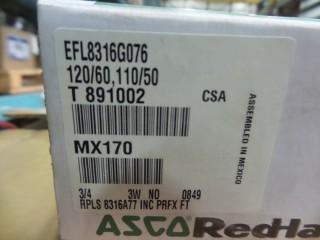 EFL8316G076
120/60,110/50
T 891002
CSA
ASSEMBLED IN MEXICO
MX170
3/4 3W NO 0849
RPLS 8316A77 INC PRFX FT
ASCO RedHa